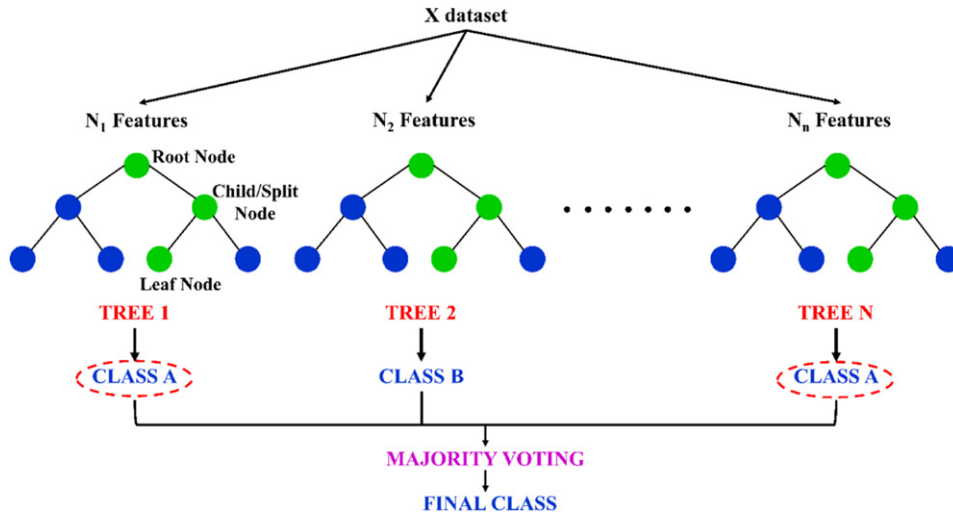 X dataset
N₁ Features
N₂ Features
Nₙ Features
Root Node
Child/Split
Node
Leaf Node
TREE 1
TREE 2
TREE N
CLASS A
CLASS B
CLASS A
MAJORITY VOTING
FINAL CLASS